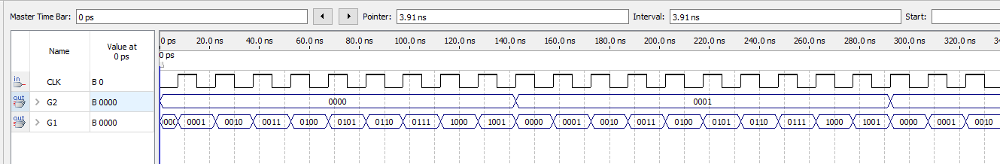 Master Time Bar: 0 ps Pointer: 3.91 ns Interval: 3.91 ns Start:
Name Value at 0 ps
0 ps 20.0 ns 40.0 ns 60.0 ns 80.0 ns 100.0 ns 120.0 ns 140.0 ns 160.0 ns 180.0 ns 200.0 ns 220.0 ns 240.0 ns 260.0 ns 280.0 ns 300.0 ns 320.0 ns
0 ps
in CLK B 0
out G2 B 0000 0000 0001
out G1 B 0000 0001 0010 0011 0100 0101 0110 0111 1000 1001 0000 0001 0010 0011 0100 0101 0110 0111 1000 1001 0000 0001 0010